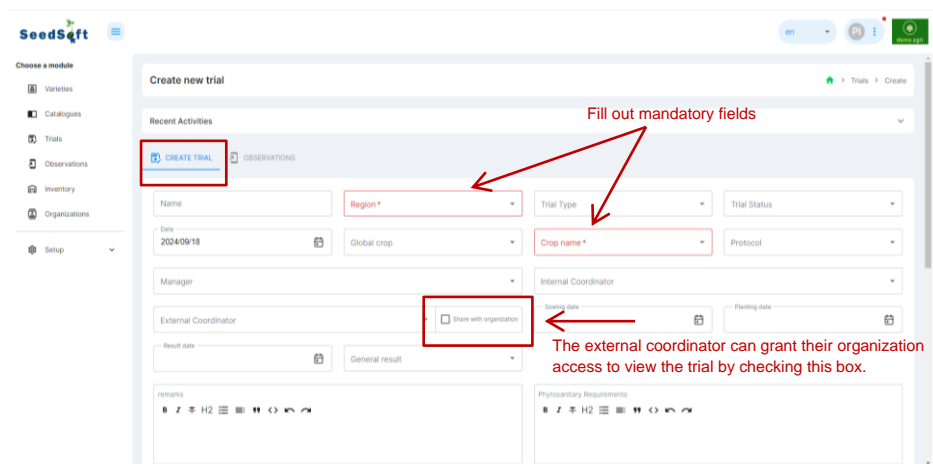 SeedSoft
en
PI
demo agri
Choose a module
Varieties
Catalogues
Trials
Observations
Inventory
Organizations
Setup
Create new trial
Trials > Create
Recent Activities
Fill out mandatory fields
CREATE TRIAL
OBSERVATIONS
Name
Region *
Trial Type
Trial Status
Date
2024/09/18
Global crop
Crop name *
Protocol
Manager
Internal Coordinator
External Coordinator
Share with organization
Sowing date
Planting date
The external coordinator can grant their organization
access to view the trial by checking this box.
Result date
General result
remarks
B I H2
Phytosanitary Requirements
B I H2